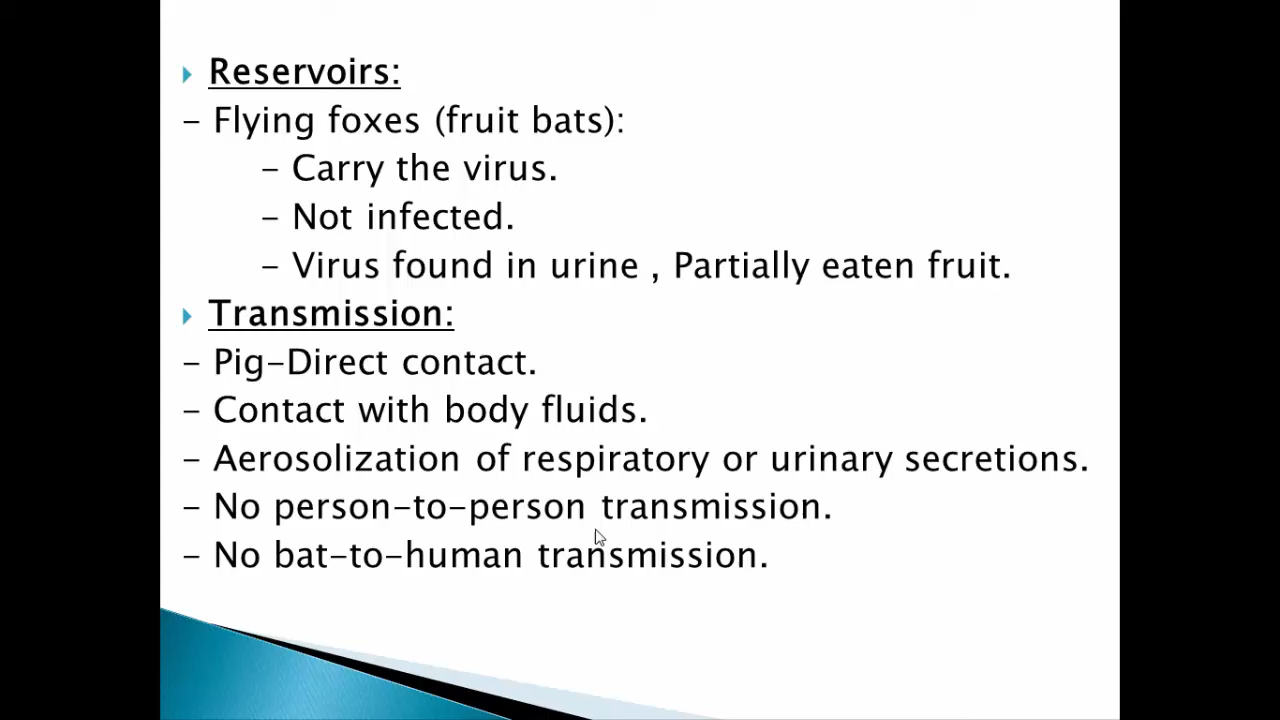 Reservoirs:
- Flying foxes (fruit bats):
- Carry the virus.
- Not infected.
- Virus found in urine , Partially eaten fruit.
Transmission:
- Pig-Direct contact.
- Contact with body fluids.
- Aerosolization of respiratory or urinary secretions.
- No person-to-person transmission.
- No bat-to-human transmission.